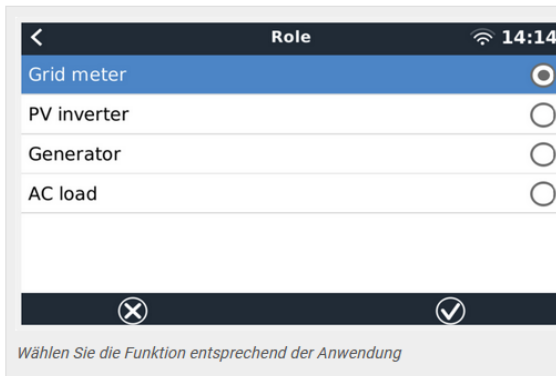 Role 14:14
Grid meter
PV inverter
Generator
AC load
Wählen Sie die Funktion entsprechend der Anwendung